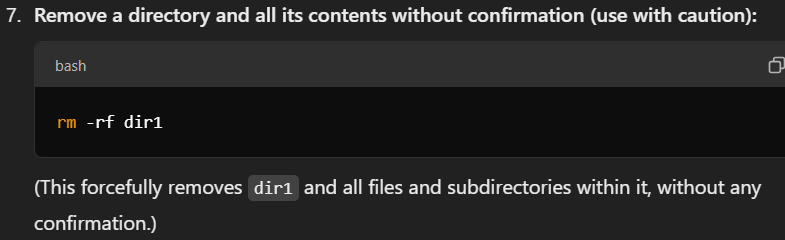 7. Remove a directory and all its contents without confirmation (use with caution):
bash
rm -rf dir1
(This forcefully removes dir1 and all files and subdirectories within it, without any
confirmation.)